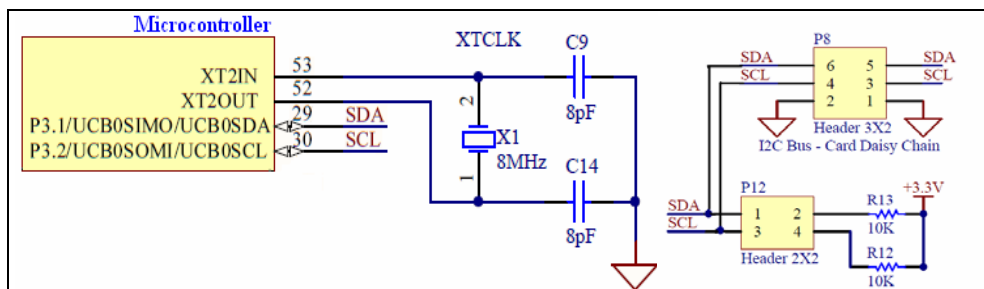 Microcontroller
XTCLK
C9
8pF
XT2IN
53
XT2OUT
52
P3.1/UCB0SIMO/UCB0SDA
29
SDA
P3.2/UCB0SOMI/UCB0SCL
30
SCL
2
X1
8MHz
1
C14
8pF
P8
SDA
6
5
SDA
SCL
4
3
SCL
2
1
Header 3X2
I2C Bus - Card Daisy Chain
P12
+3.3V
SDA
1
2
R13
10K
SCL
3
4
R12
10K
Header 2X2